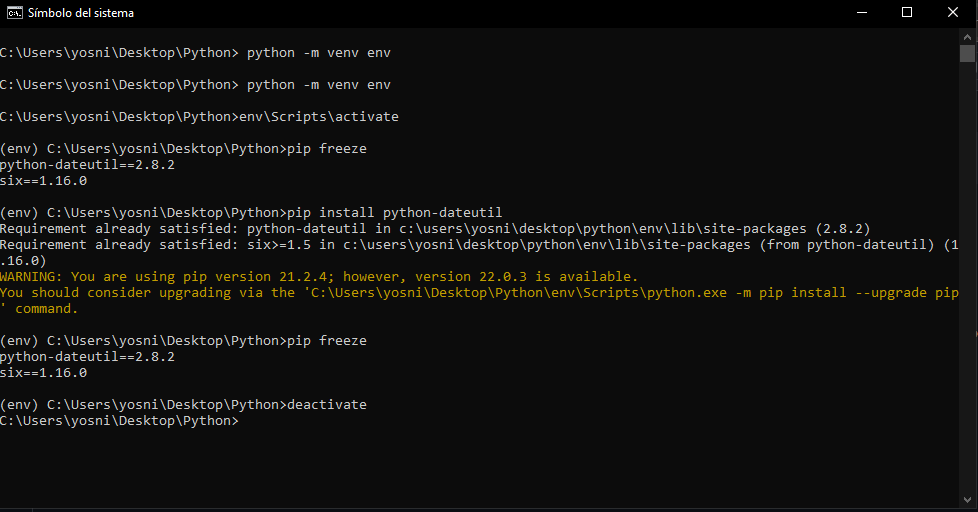 Símbolo del sistema
C:\Users\yosni\Desktop\Python> python -m venv env
C:\Users\yosni\Desktop\Python> python -m venv env
C:\Users\yosni\Desktop\Python>env\Scripts\activate
(env) C:\Users\yosni\Desktop\Python>pip freeze
python-dateutil==2.8.2
six==1.16.0
(env) C:\Users\yosni\Desktop\Python>pip install python-dateutil
Requirement already satisfied: python-dateutil in c:\users\yosni\desktop\python\env\lib\site-packages (2.8.2)
Requirement already satisfied: six>=1.5 in c:\users\yosni\desktop\python\env\lib\site-packages (from python-dateutil) (1
.16.0)
WARNING: You are using pip version 21.2.4; however, version 22.0.3 is available.
You should consider upgrading via the 'C:\Users\yosni\Desktop\Python\env\Scripts\python.exe -m pip install --upgrade pip
' command.
(env) C:\Users\yosni\Desktop\Python>pip freeze
python-dateutil==2.8.2
six==1.16.0
(env) C:\Users\yosni\Desktop\Python>deactivate
C:\Users\yosni\Desktop\Python>